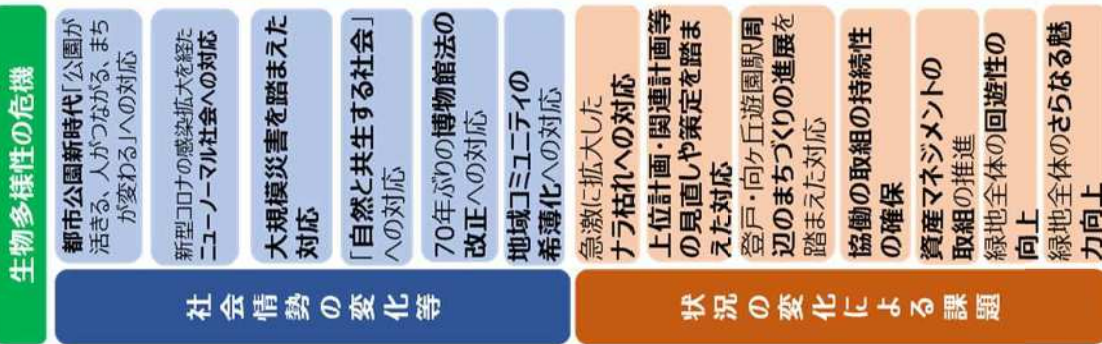 生物多様性の危機
社会情勢の変化等
都市公園新時代「公園が
活きる、人がつながる、まち
が変わる」への対応
新型コロナの感染拡大を経た
ニューノーマル社会への対応
大規模災害を踏まえた
対応
「自然と共生する社会」
への対応
70年ぶりの博物館法の
改正への対応
地域コミュニティの
希薄化への対応
状況の変化による課題
急激に拡大した
ナラ枯れへの対応
上位計画・関連計画等
の見直しや策定を踏ま
えた対応
登戸・向ケ丘遊園駅周
辺のまちづくりの進展を
踏まえた対応
協働の取組の持続性
の確保
資産マネジメントの
取組の推進
緑地全体の回遊性の
向上
緑地全体のさらなる魅
力向上